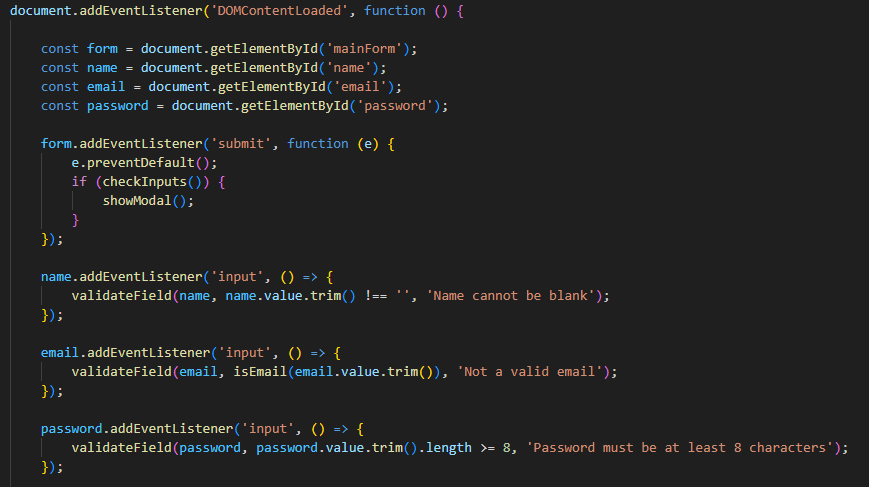 document.addEventListener('DOMContentLoaded', function () {
const form = document.getElementById('mainForm');
const name = document.getElementById('name');
const email = document.getElementById('email');
const password = document.getElementById('password');
form.addEventListener('submit', function (e) {
e.preventDefault();
if (checkInputs()) {
showModal();
}
});
name.addEventListener('input', () => {
validateField(name, name.value.trim() !== '', 'Name cannot be blank');
});
email.addEventListener('input', () => {
validateField(email, isEmail(email.value.trim()), 'Not a valid email');
});
password.addEventListener('input', () => {
validateField(password, password.value.trim().length >= 8, 'Password must be at least 8 characters');
});